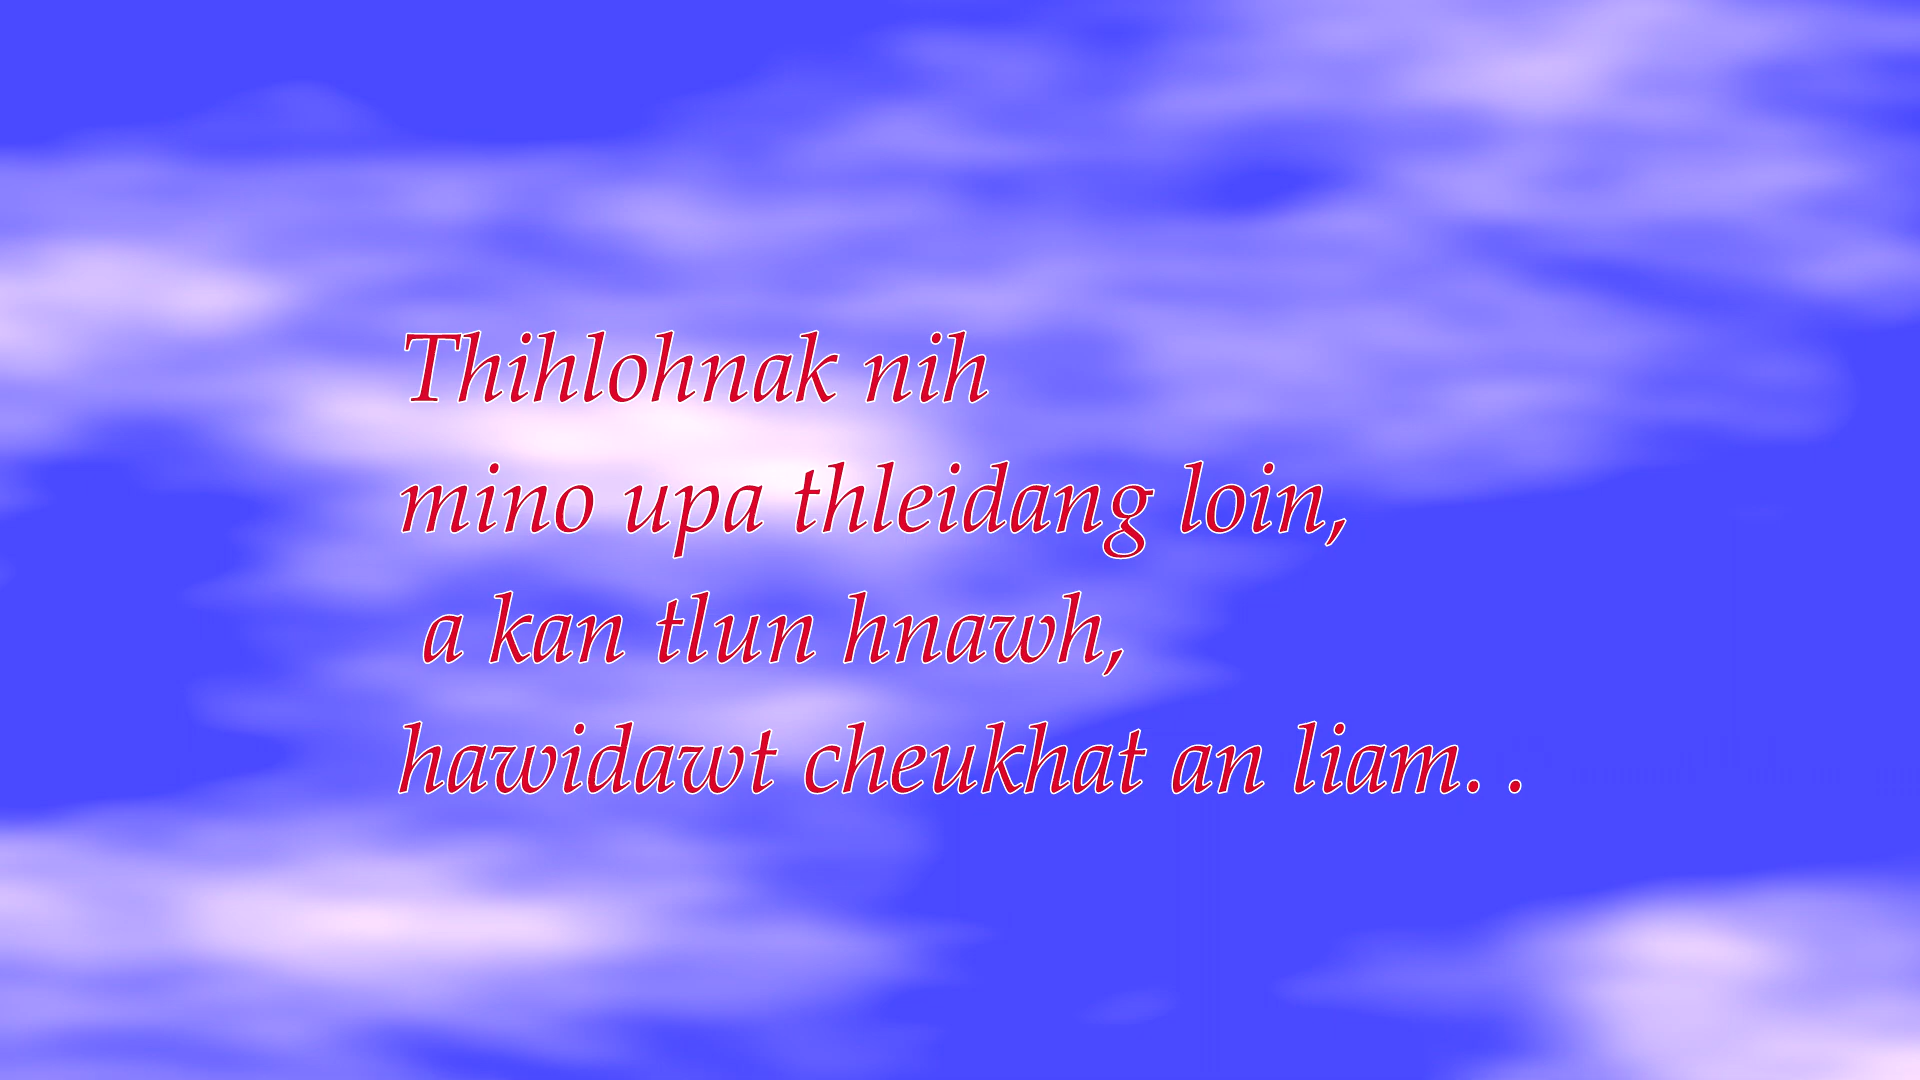 Thihlohnak nih
mino upa thleidang loin,
a kan tlun hnawh,
hawidawt cheukhat an liam. .